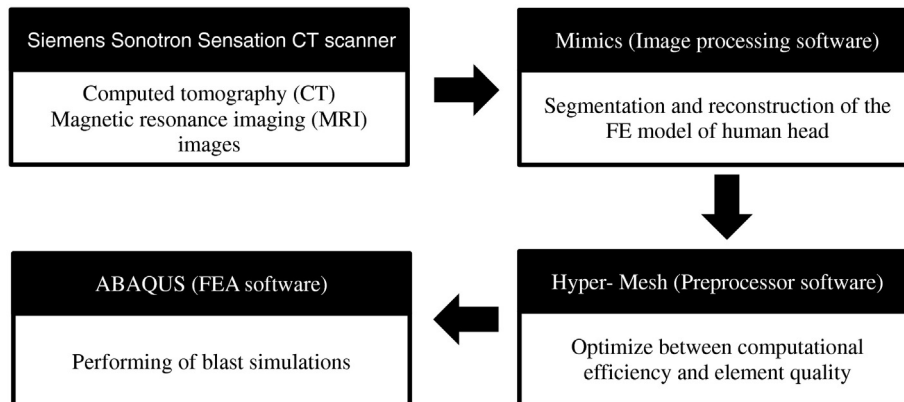 Siemens Sonotron Sensation CT scanner
Computed tomography (CT)
Magnetic resonance imaging (MRI)
images
Mimics (Image processing software)
Segmentation and reconstruction of the
FE model of human head
Hyper- Mesh (Preprocessor software)
Optimize between computational
efficiency and element quality
ABAQUS (FEA software)
Performing of blast simulations